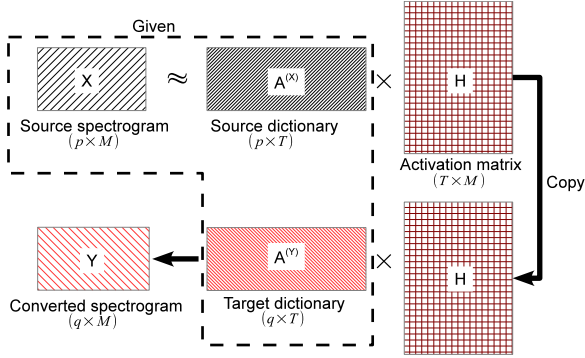 Given
X
≈
A(X)
×
H
Source spectrogram
(p×M)
Source dictionary
(p×T)
Activation matrix
(T×M)
Copy
Y
A(Y)
×
H
Converted spectrogram
(q×M)
Target dictionary
(q×T)